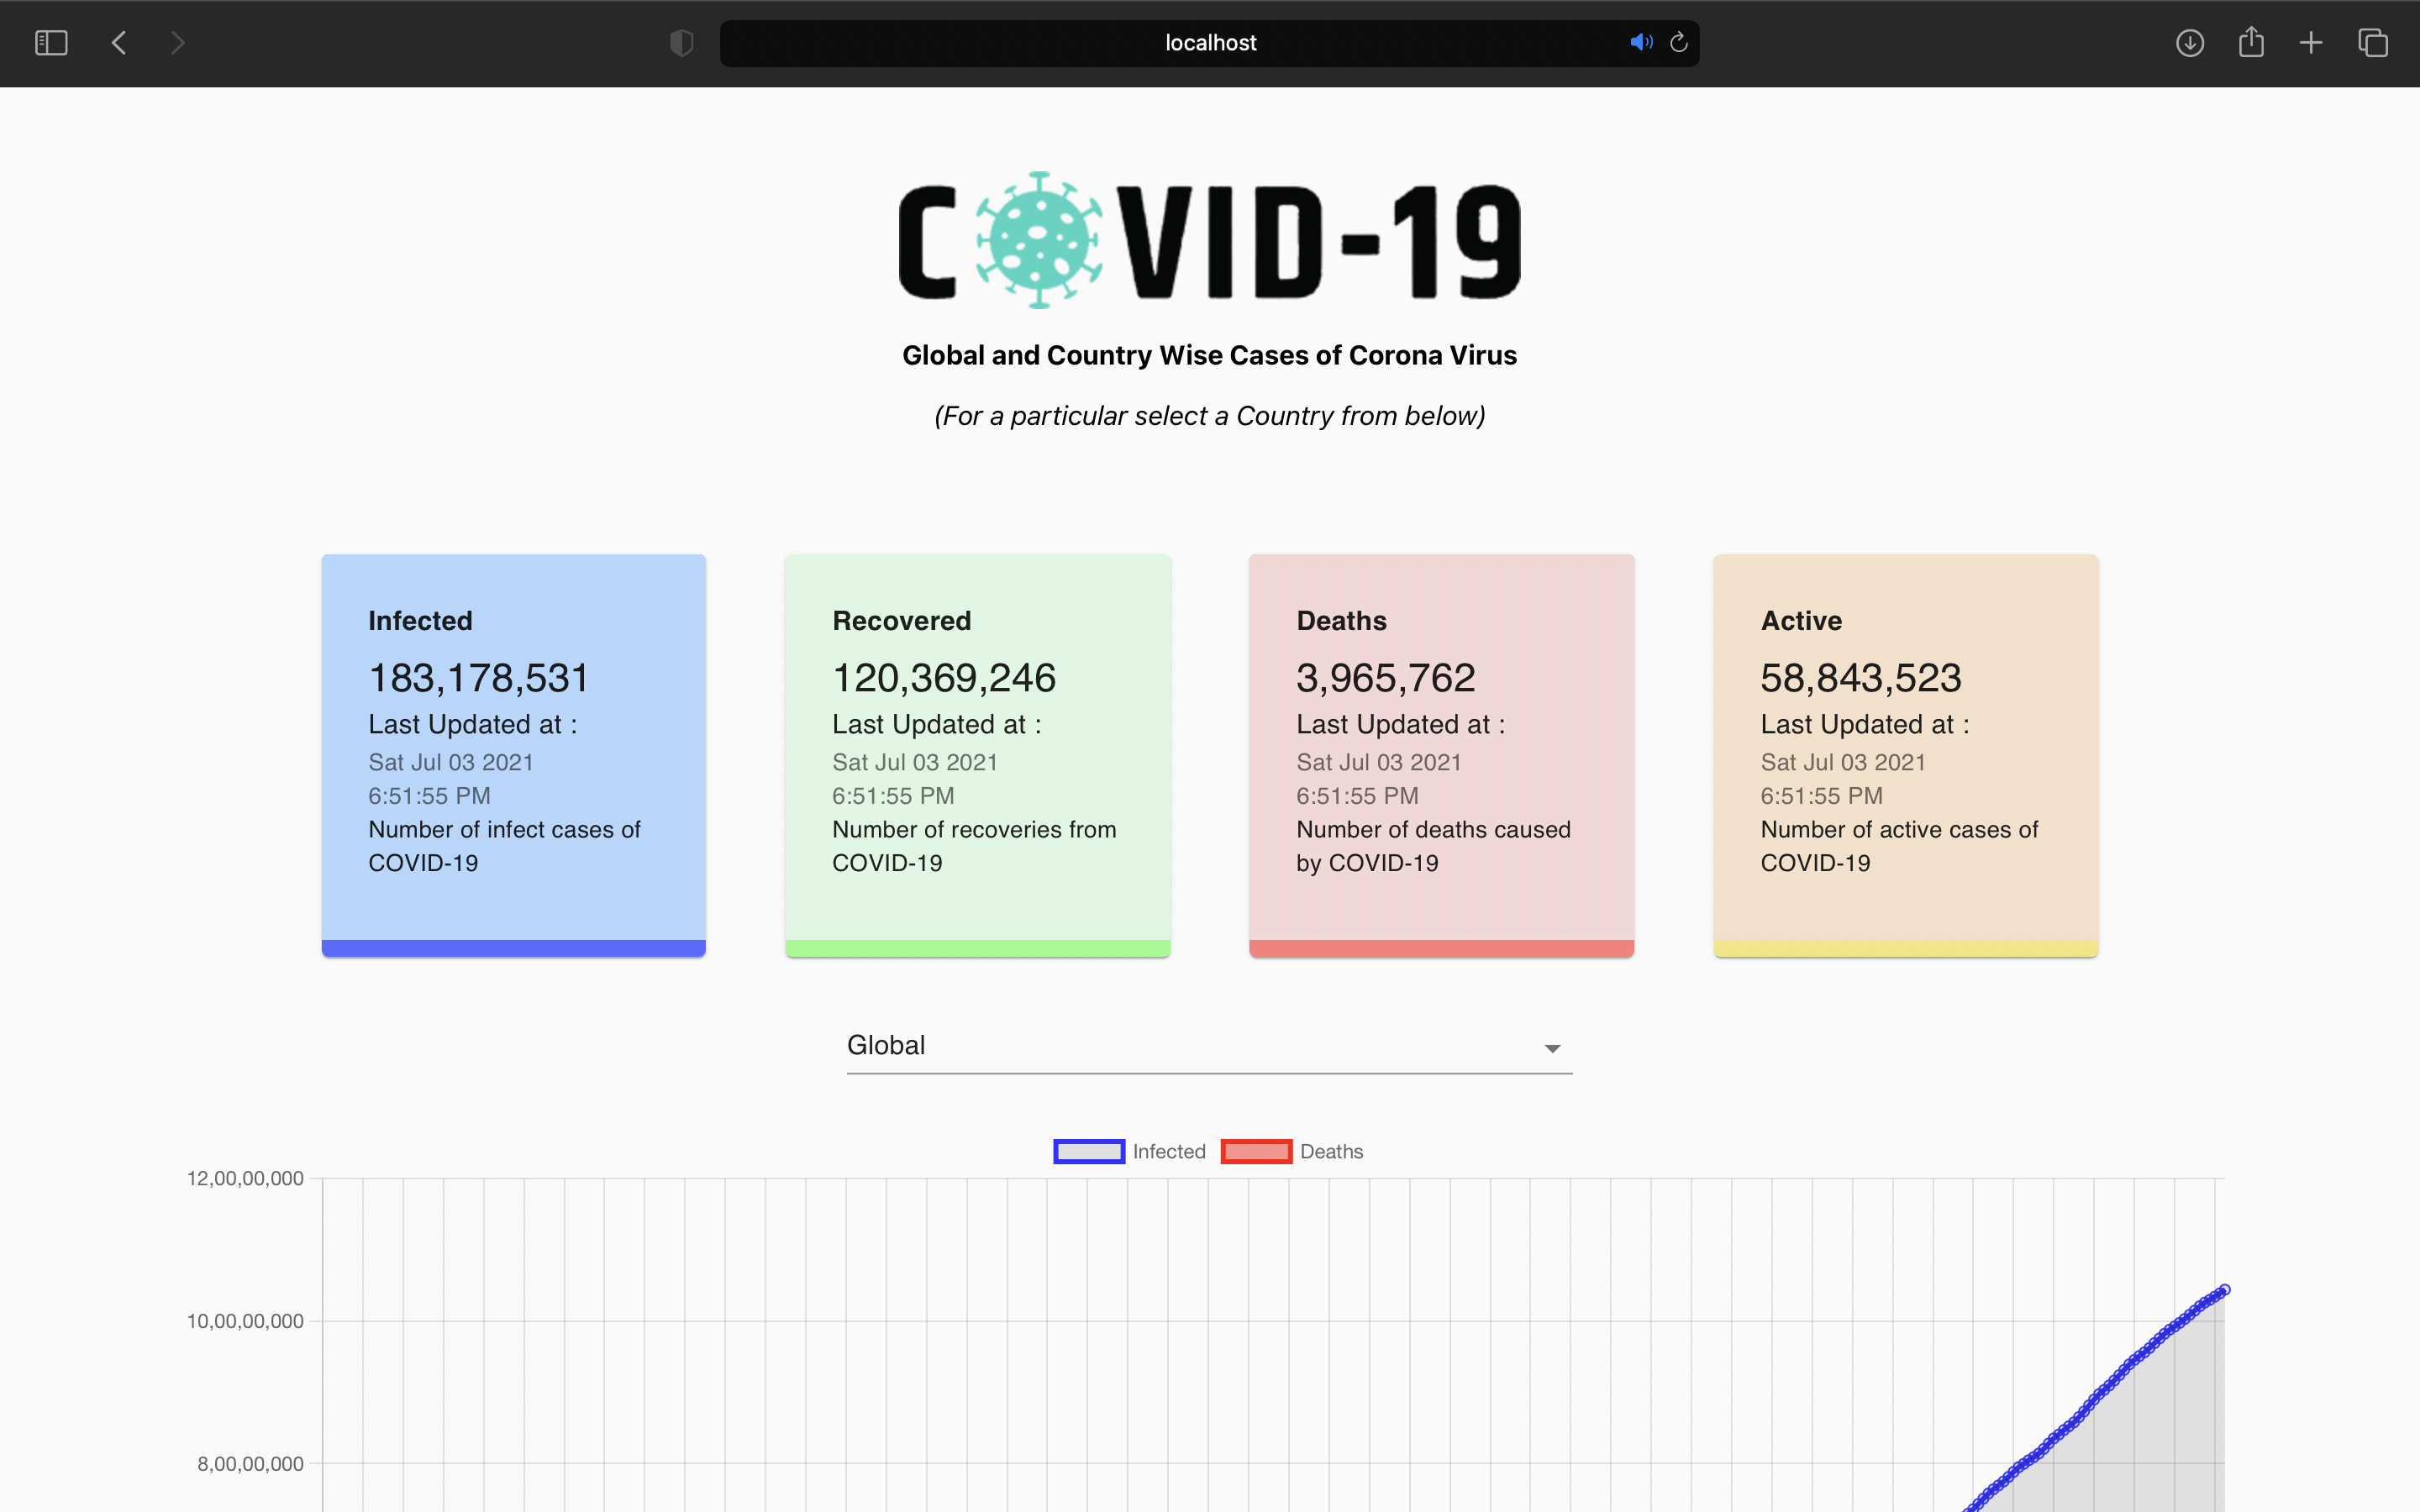 localhost
COVID-19
Global and Country Wise Cases of Corona Virus
(For a particular select a Country from below)
Infected
183,178,531
Last Updated at :
Sat Jul 03 2021
6:51:55 PM
Number of infect cases of
COVID-19
Recovered
120,369,246
Last Updated at :
Sat Jul 03 2021
6:51:55 PM
Number of recoveries from
COVID-19
Deaths
3,965,762
Last Updated at :
Sat Jul 03 2021
6:51:55 PM
Number of deaths caused
by COVID-19
Active
58,843,523
Last Updated at :
Sat Jul 03 2021
6:51:55 PM
Number of active cases of
COVID-19
Global
Infected Deaths
12,00,00,000
10,00,00,000
8,00,00,000